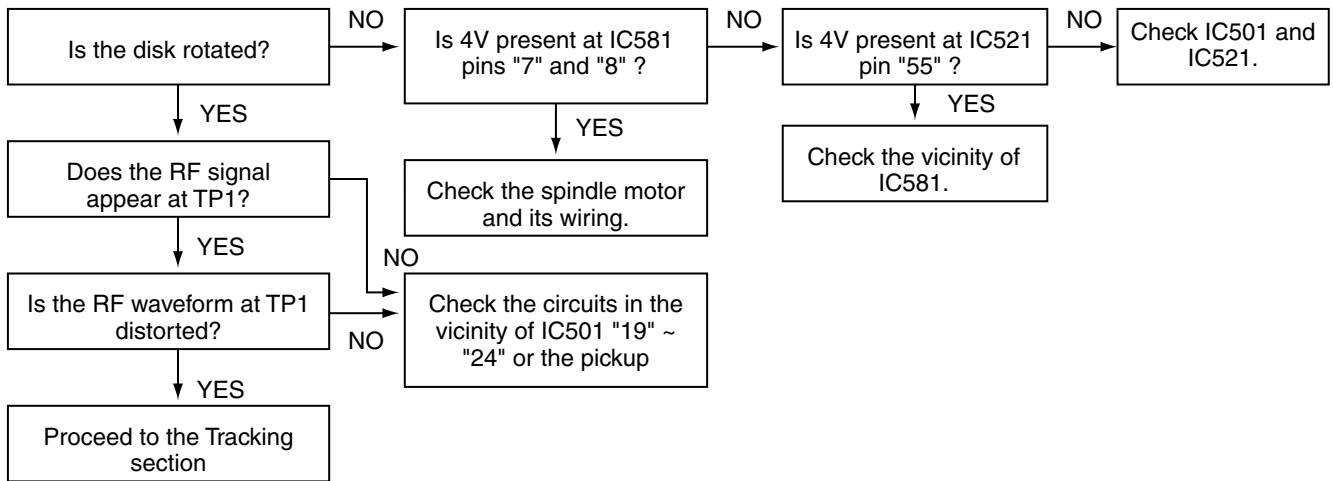 Is the disk rotated?
NO
Is 4V present at IC581
pins "7" and "8" ?
NO
Is 4V present at IC521
pin "55" ?
NO
Check IC501 and
IC521.
YES
YES
YES
Does the RF signal
appear at TP1?
Check the spindle motor
and its wiring.
Check the vicinity of
IC581.
YES
NO
Is the RF waveform at TP1
distorted?
NO
Check the circuits in the
vicinity of IC501 "19" ~
"24" or the pickup
YES
Proceed to the Tracking
section